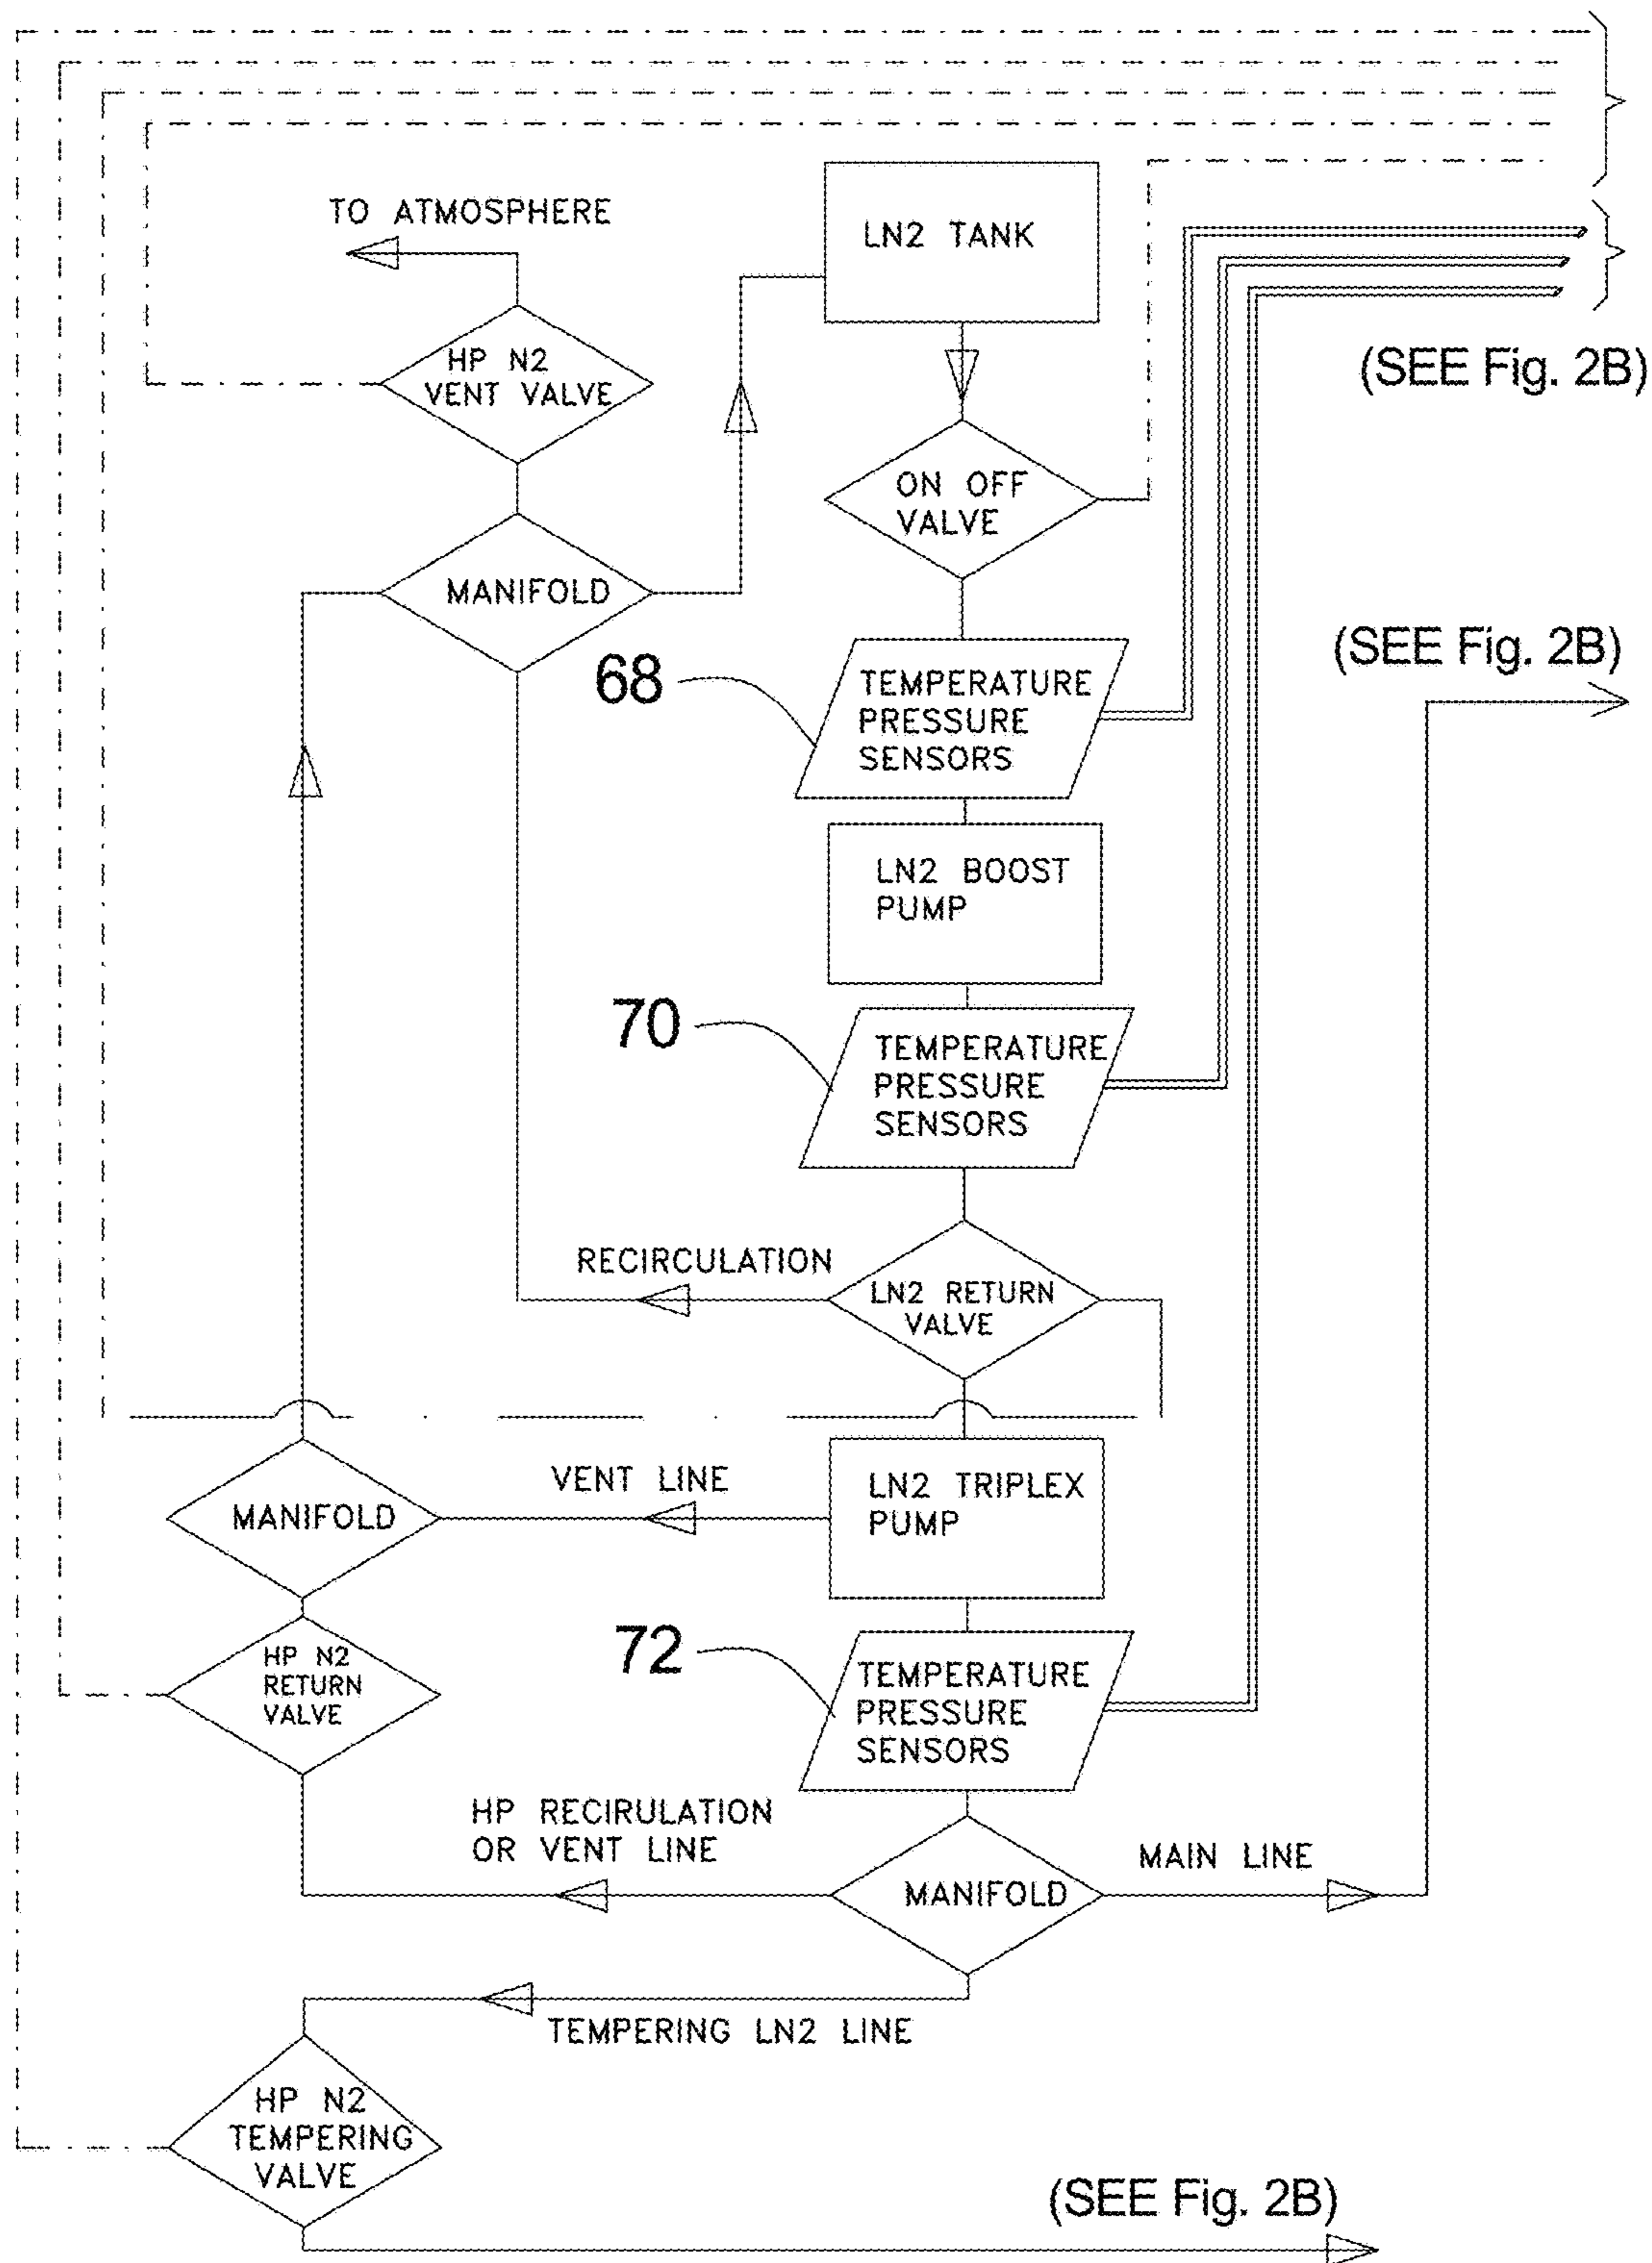 TO ATMOSPHERE
LN2 TANK
(SEE Fig. 2B)
HP N2
VENT VALVE
ON OFF
VALVE
MANIFOLD
(SEE Fig. 2B)
68
TEMPERATURE
PRESSURE
SENSORS
LN2 BOOST
PUMP
70
TEMPERATURE
PRESSURE
SENSORS
RECIRCULATION
LN2 RETURN
VALVE
VENT LINE
LN2 TRIPLEX
PUMP
MANIFOLD
72
HP N2
RETURN
VALVE
TEMPERATURE
PRESSURE
SENSORS
HP RECIRULATION
OR VENT LINE
MAIN LINE
MANIFOLD
TEMPERING LN2 LINE
HP N2
TEMPERING
VALVE
(SEE Fig. 2B)